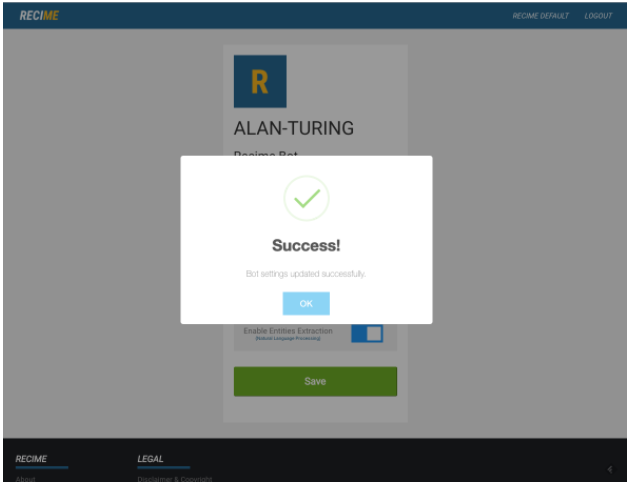 RECIME
RECIME DEFAULT
LOGOUT
R
ALAN-TURING
Recime Bot
Success!
Bot settings updated successfully.
OK
Enable Entities Extraction
(Natural Language Processing)
Save
RECIME
LEGAL
About
Disclaimer & Copyright